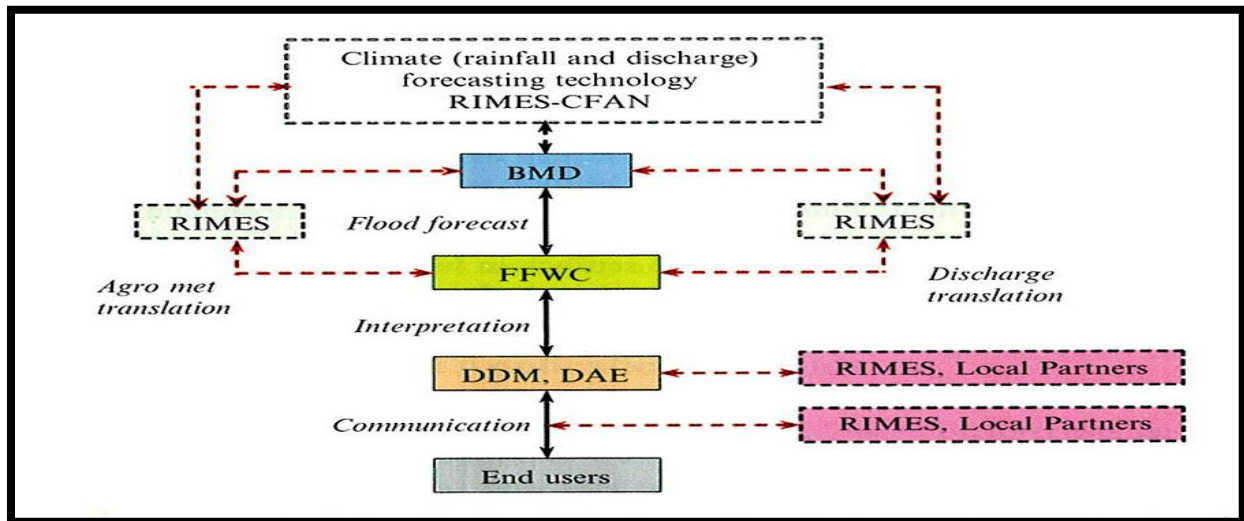 Climate (rainfall and discharge)
forecasting technology
RIMES-CFAN
BMD
RIMES
Flood forecast
RIMES
FFWC
Agro met
translation
Discharge
translation
Interpretation
DDM, DAE
RIMES, Local Partners
Communication
RIMES, Local Partners
End users